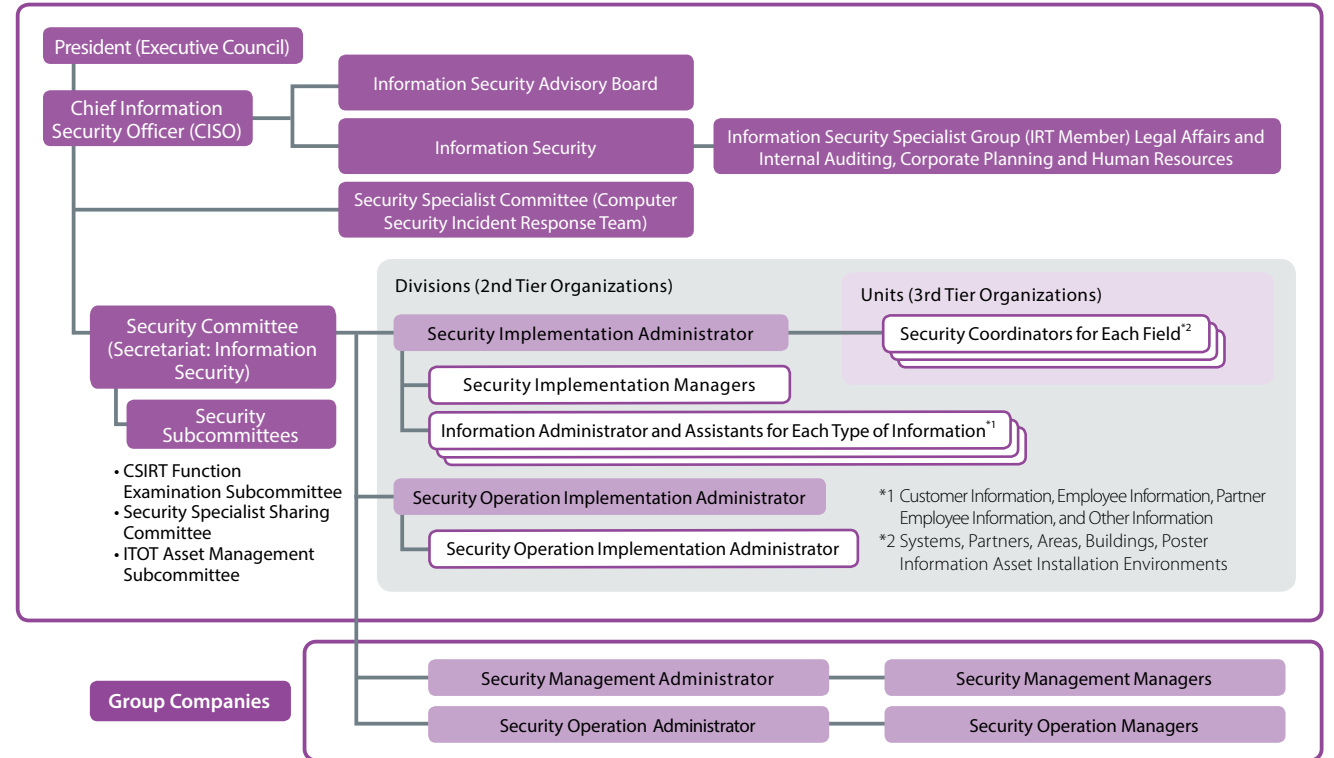 President (Executive Council)
Chief Information
Security Officer (CISO)
Information Security Advisory Board
Information Security
Information Security Specialist Group (IRT Member) Legal Affairs and
Internal Auditing, Corporate Planning and Human Resources
Security Specialist Committee (Computer
Security Incident Response Team)
Security Committee
(Secretariat: Information
Security)
Security
Subcommittees
• CSIRT Function
Examination Subcommittee
• Security Specialist Sharing
Committee
• ITOT Asset Management
Subcommittee
Divisions (2nd Tier Organizations)
Security Implementation Administrator
Units (3rd Tier Organizations)
Security Coordinators for Each Field*2
Security Implementation Managers
Information Administrator and Assistants for Each Type of Information*1
Security Operation Implementation Administrator
Security Operation Implementation Administrator
*1 Customer Information, Employee Information, Partner
Employee Information, and Other Information
*2 Systems, Partners, Areas, Buildings, Poster
Information Asset Installation Environments
Group Companies
Security Management Administrator
Security Management Managers
Security Operation Administrator
Security Operation Managers